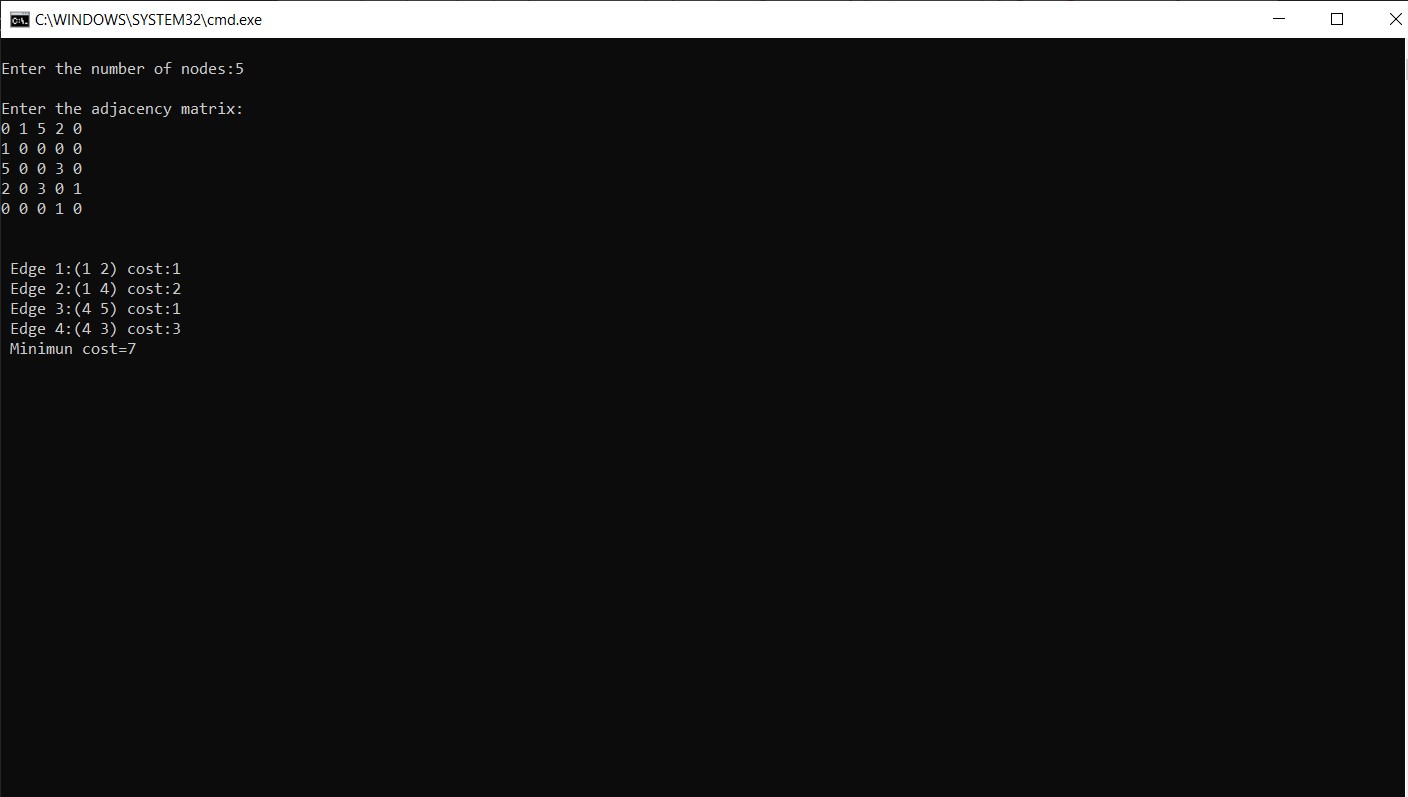 C:\WINDOWS\SYSTEM32\cmd.exe
Enter the number of nodes:5
Enter the adjacency matrix:
0 1 5 2 0
1 0 0 0 0
5 0 0 3 0
2 0 3 0 1
0 0 0 1 0
Edge 1:(1 2) cost:1
Edge 2:(1 4) cost:2
Edge 3:(4 5) cost:1
Edge 4:(4 3) cost:3
Minimun cost=7